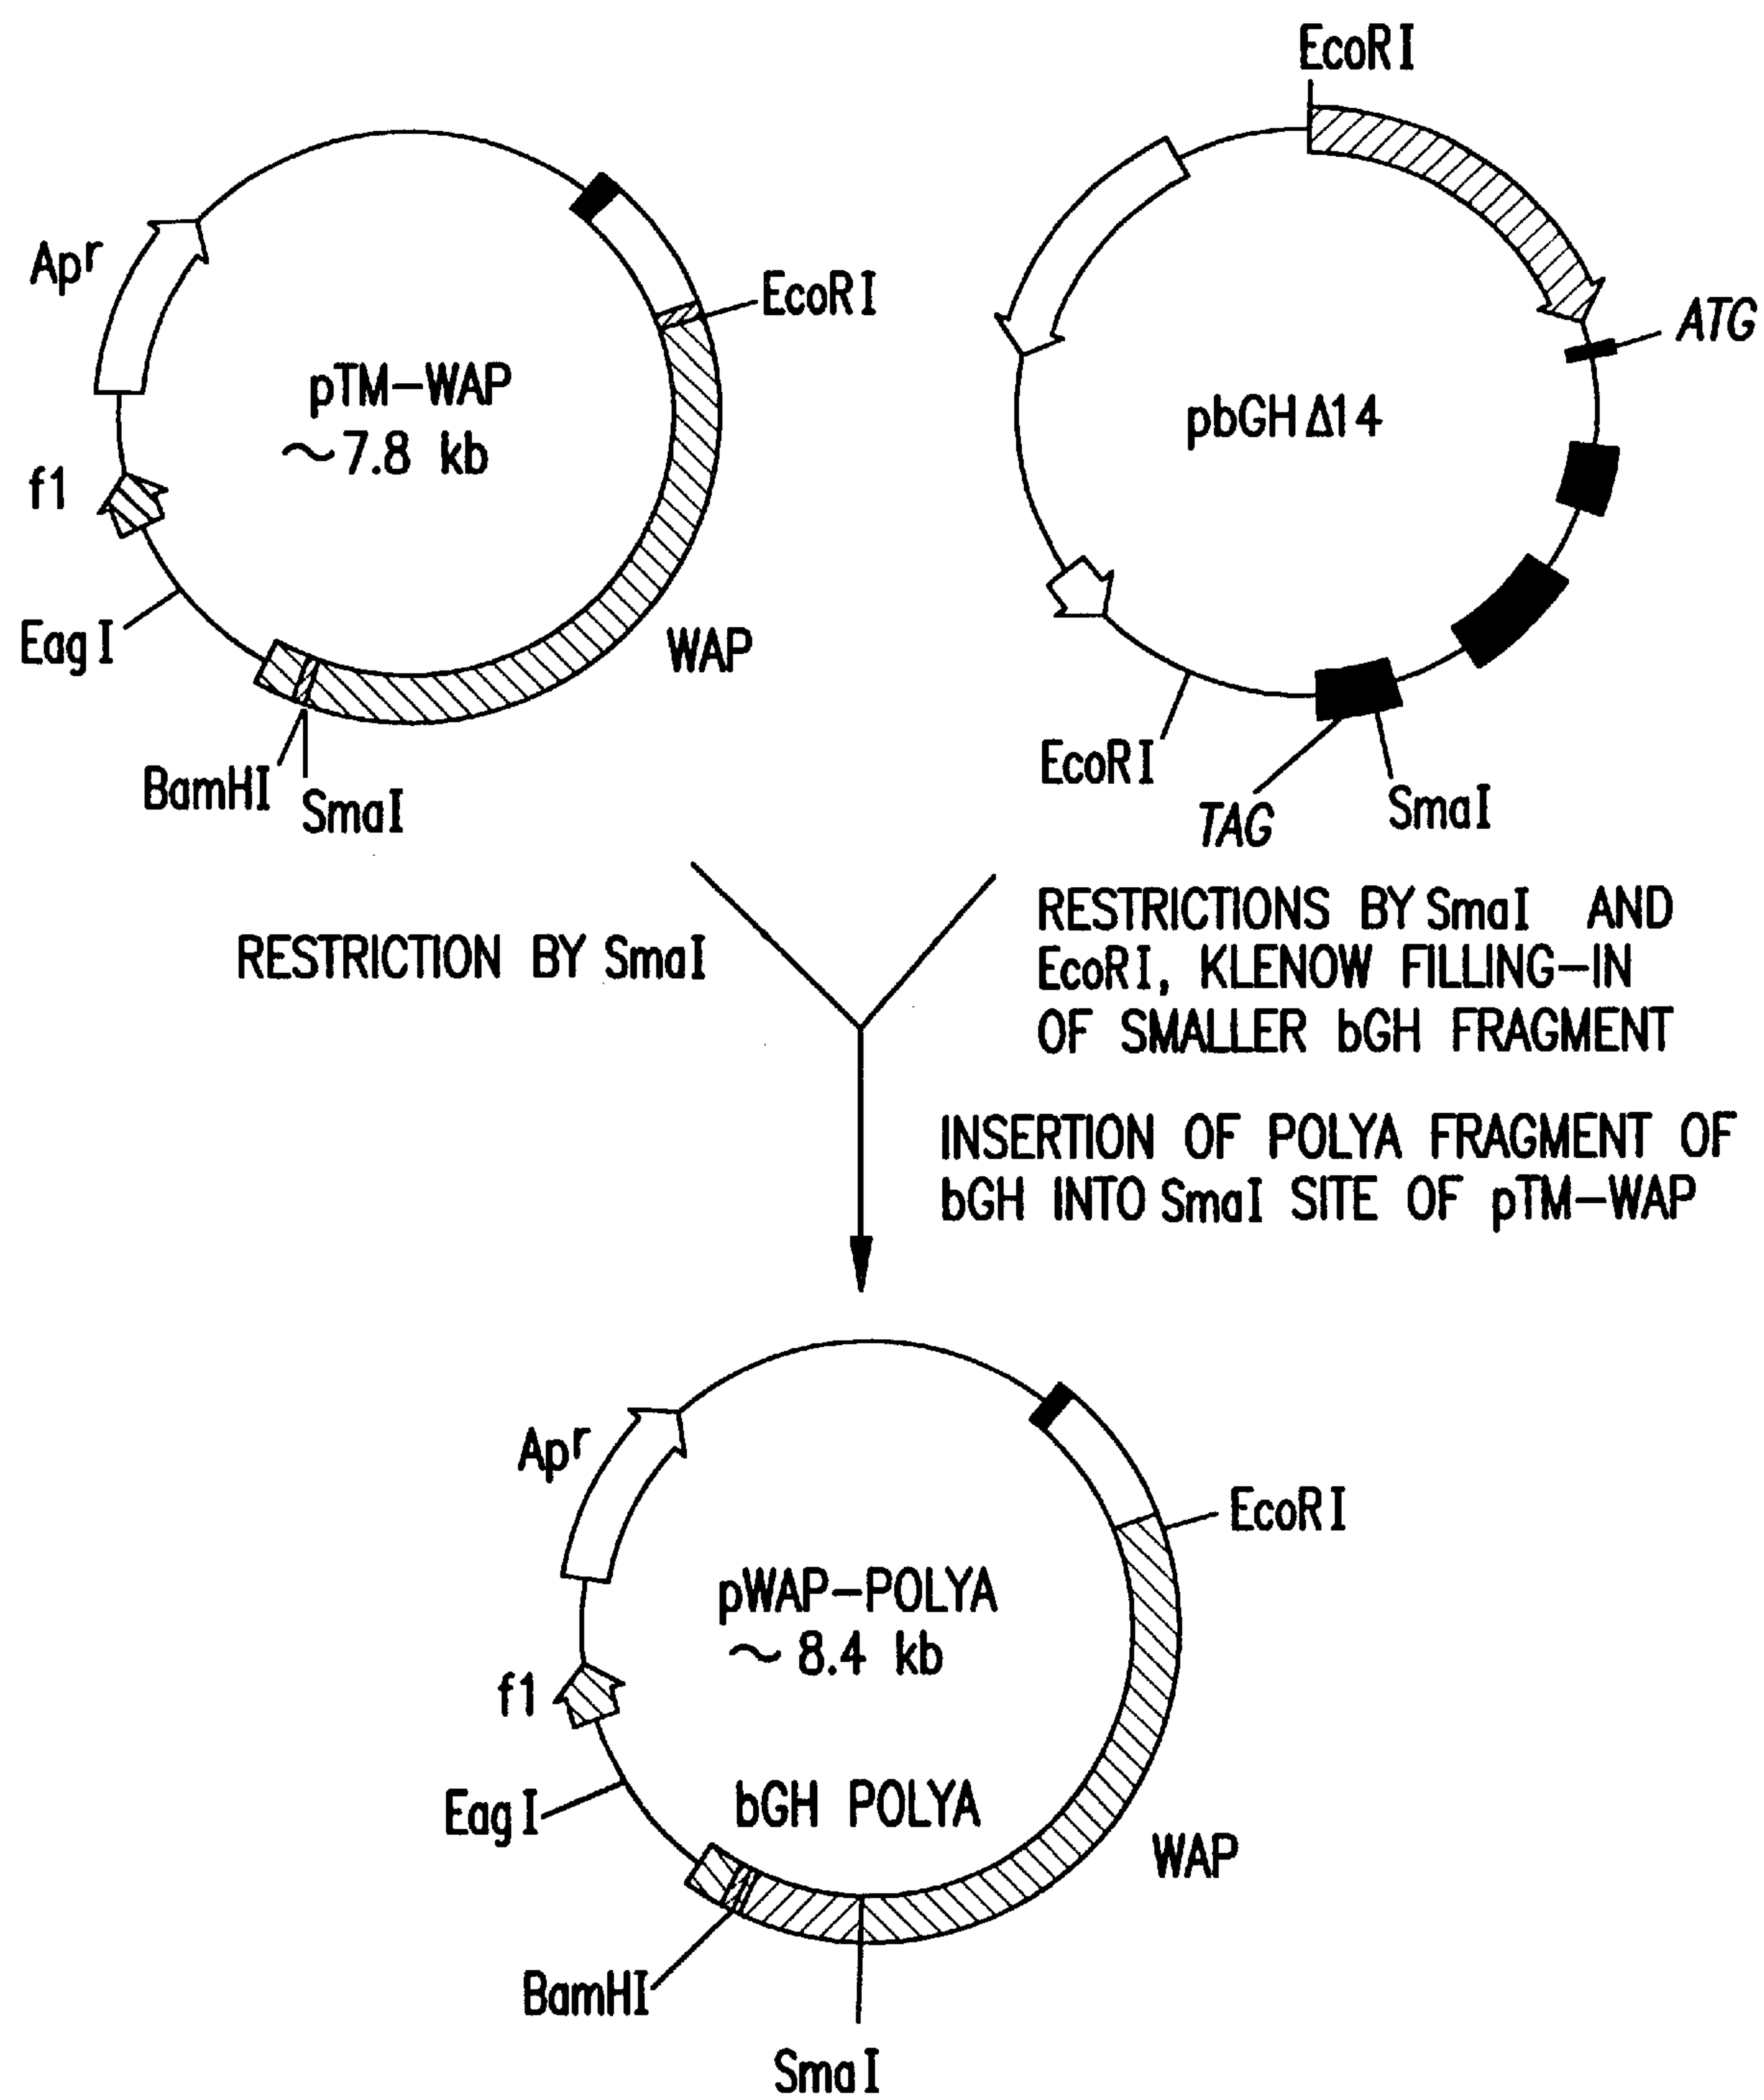 EcoRI
Apʳ
EcoRI
ATG
pTM–WAP
~7.8 kb
pbGHΔ14
f1
EagI
WAP
BamHI
SmaI
EcoRI
TAG
SmaI
RESTRICTION BY SmaI
RESTRICTIONS BY SmaI AND
EcoRI, KLENOW FILLING–IN
OF SMALLER bGH FRAGMENT
INSERTION OF POLYA FRAGMENT OF
bGH INTO SmaI SITE OF pTM–WAP
Apʳ
EcoRI
pWAP–POLYA
~ 8.4 kb
f1
bGH POLYA
EagI
WAP
BamHI
SmaI